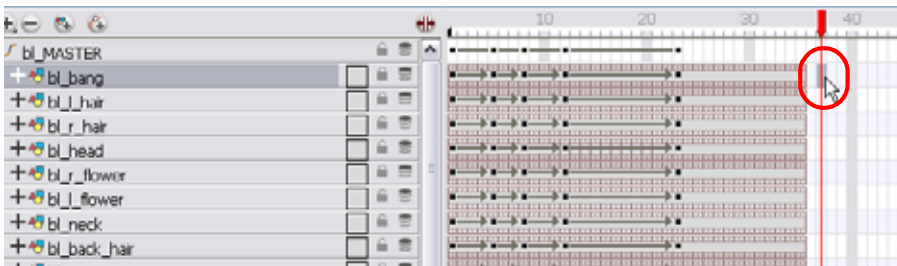 10 20 30 40
bl_MASTER
bl_bang
bl_l_hair
bl_r_hair
bl_head
bl_r_flower
bl_l_flower
bl_neck
bl_back_hair